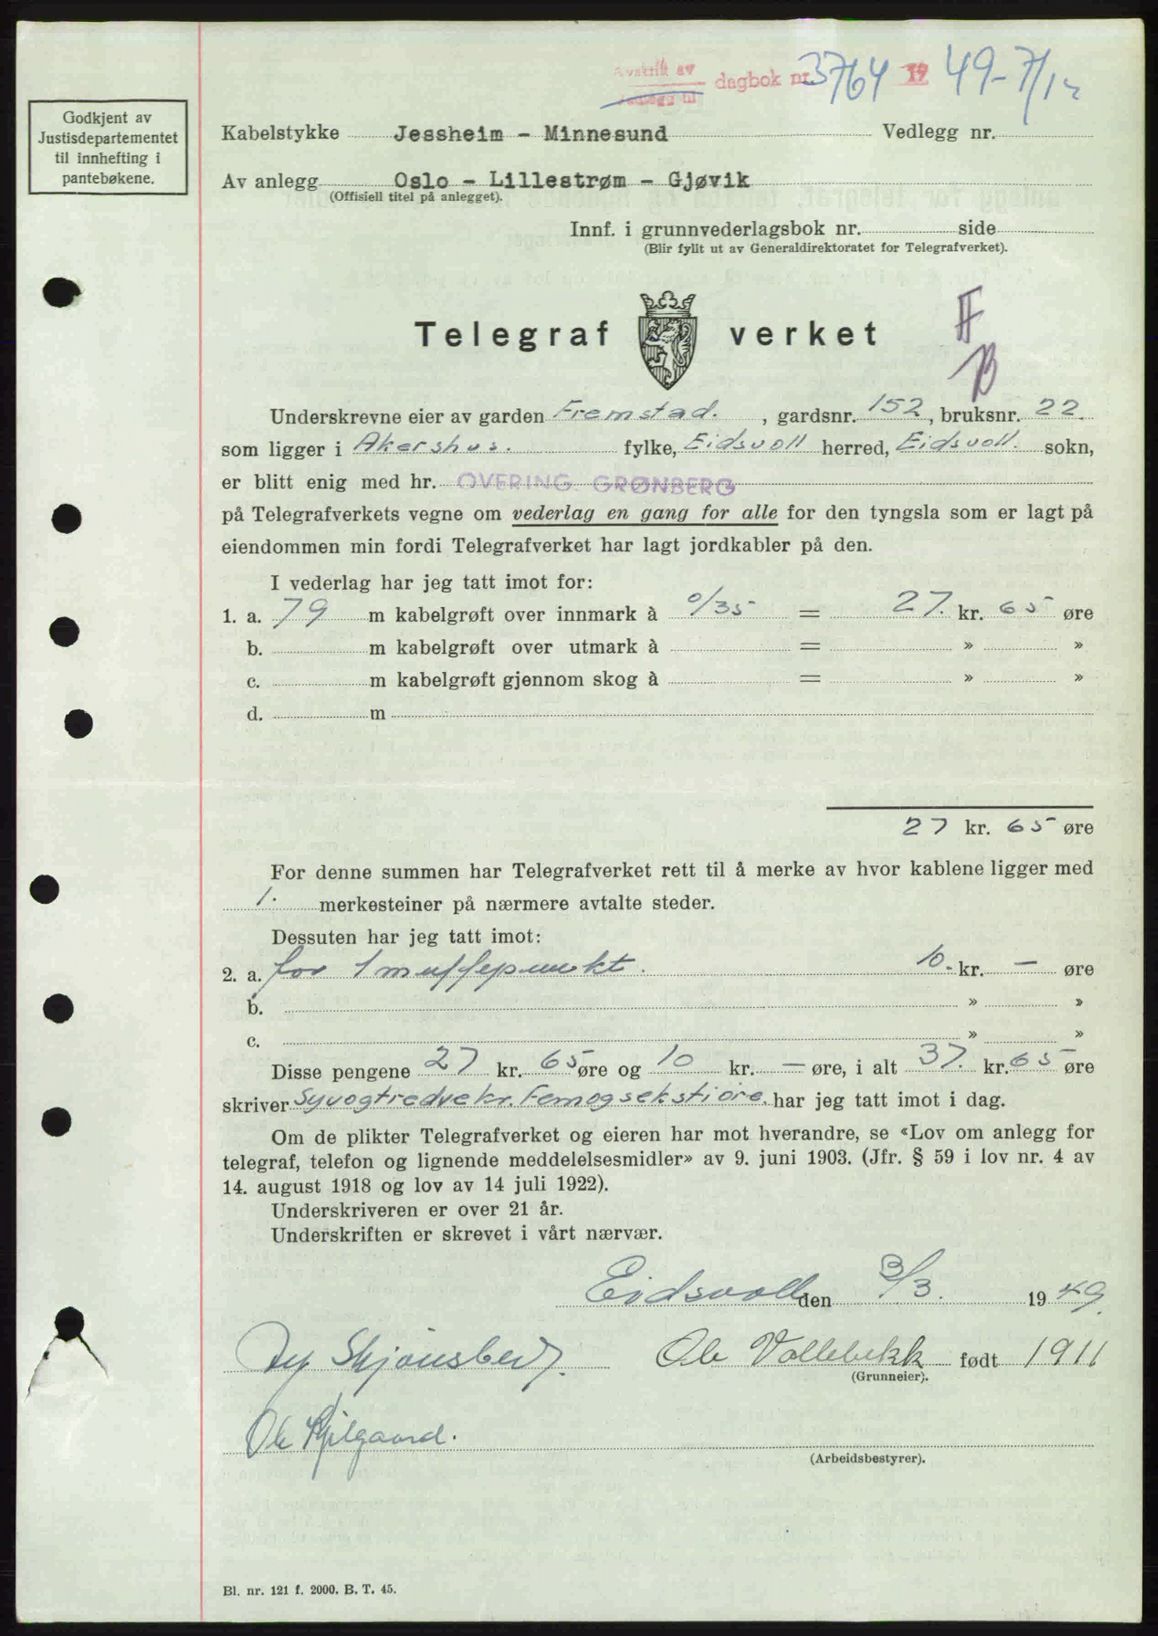 Avskrift av dagbok nr. 3764 19 49 - 7/12
Vedlegg til
Godkjent av
Justisdepartementet
til innhefting i
pantebøkene.
Kabelstykke Jessheim - Minnesund Vedlegg nr.
Av anlegg Oslo - Lillestrøm - Gjøvik
(Offisiell titel på anlegget).
Innf. i grunnvederlagsbok nr. side
(Blir fylit ut av Generaldirektoratet for Telegrafverket).
Telegraf verket
F
B
Underskrevne eier av garden Fremstad. , gardsnr. 152, bruksnr. 22
som ligger i Akershus. fylke, Eidsvoll herred, Eidsvoll. sokn,
er blitt enig med hr. OVERING. GRØNBERG
på Telegrafverkets vegne om vederlag en gang for alle for den tyngsla som er lagt på
eiendommen min fordi Telegrafverket har lagt jordkabler på den.
I vederlag har jeg tatt imot for:
1. a. 79 m kabelgrøft over innmark à 0/35 = 27. kr. 65 øre
b. m kabelgrøft over utmark à = » »
c. m kabelgrøft gjennom skog à = » »
d. m
27 kr. 65 øre
For denne summen har Telegrafverket rett til å merke av hvor kablene ligger med
1. merkesteiner på nærmere avtalte steder.
Dessuten har jeg tatt imot:
2. a. for 1 muffepunkt. 10.- kr. - øre
b. » »
c. » »
Disse pengene 27 kr. 65 øre og 10 kr. - øre, i alt 37. kr. 65 øre
skriver Syvogtredve kr. Femogsekstiøre. har jeg tatt imot i dag.
Om de plikter Telegrafverket og eieren har mot hverandre, se «Lov om anlegg for
telegraf, telefon og lignende meddelelsesmidler» av 9. juni 1903. (Jfr. § 59 i lov nr. 4 av
14. august 1918 og lov av 14 juli 1922).
Underskriveren er over 21 år.
Underskriften er skrevet i vårt nærvær.
Eidsvoll den 3/3. 1949.
Skjønsberg. Ole Vollebekk født 1911
(Grunneier).
Ole Kjilgaard.
(Arbeidsbestyrer).
Bl. nr. 121 f. 2000. B. T. 45.